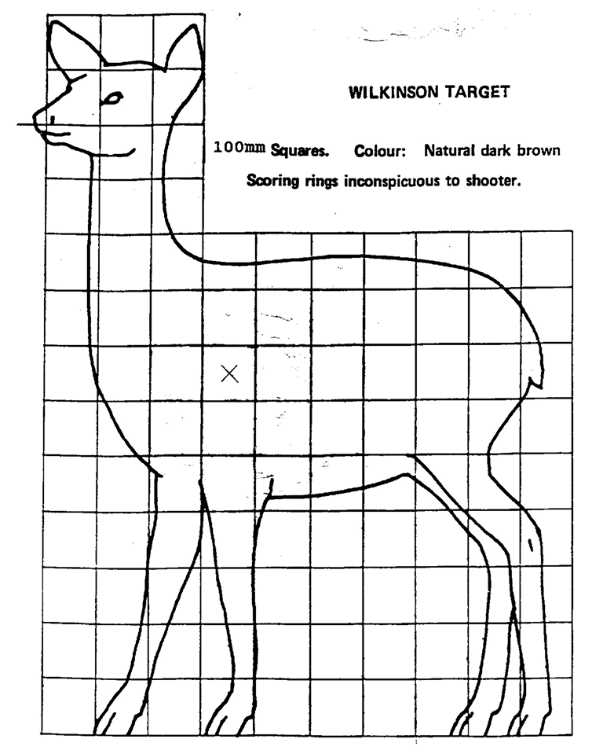 WILKINSON TARGET
100mm Squares. Colour: Natural dark brown
Scoring rings inconspicuous to shooter.